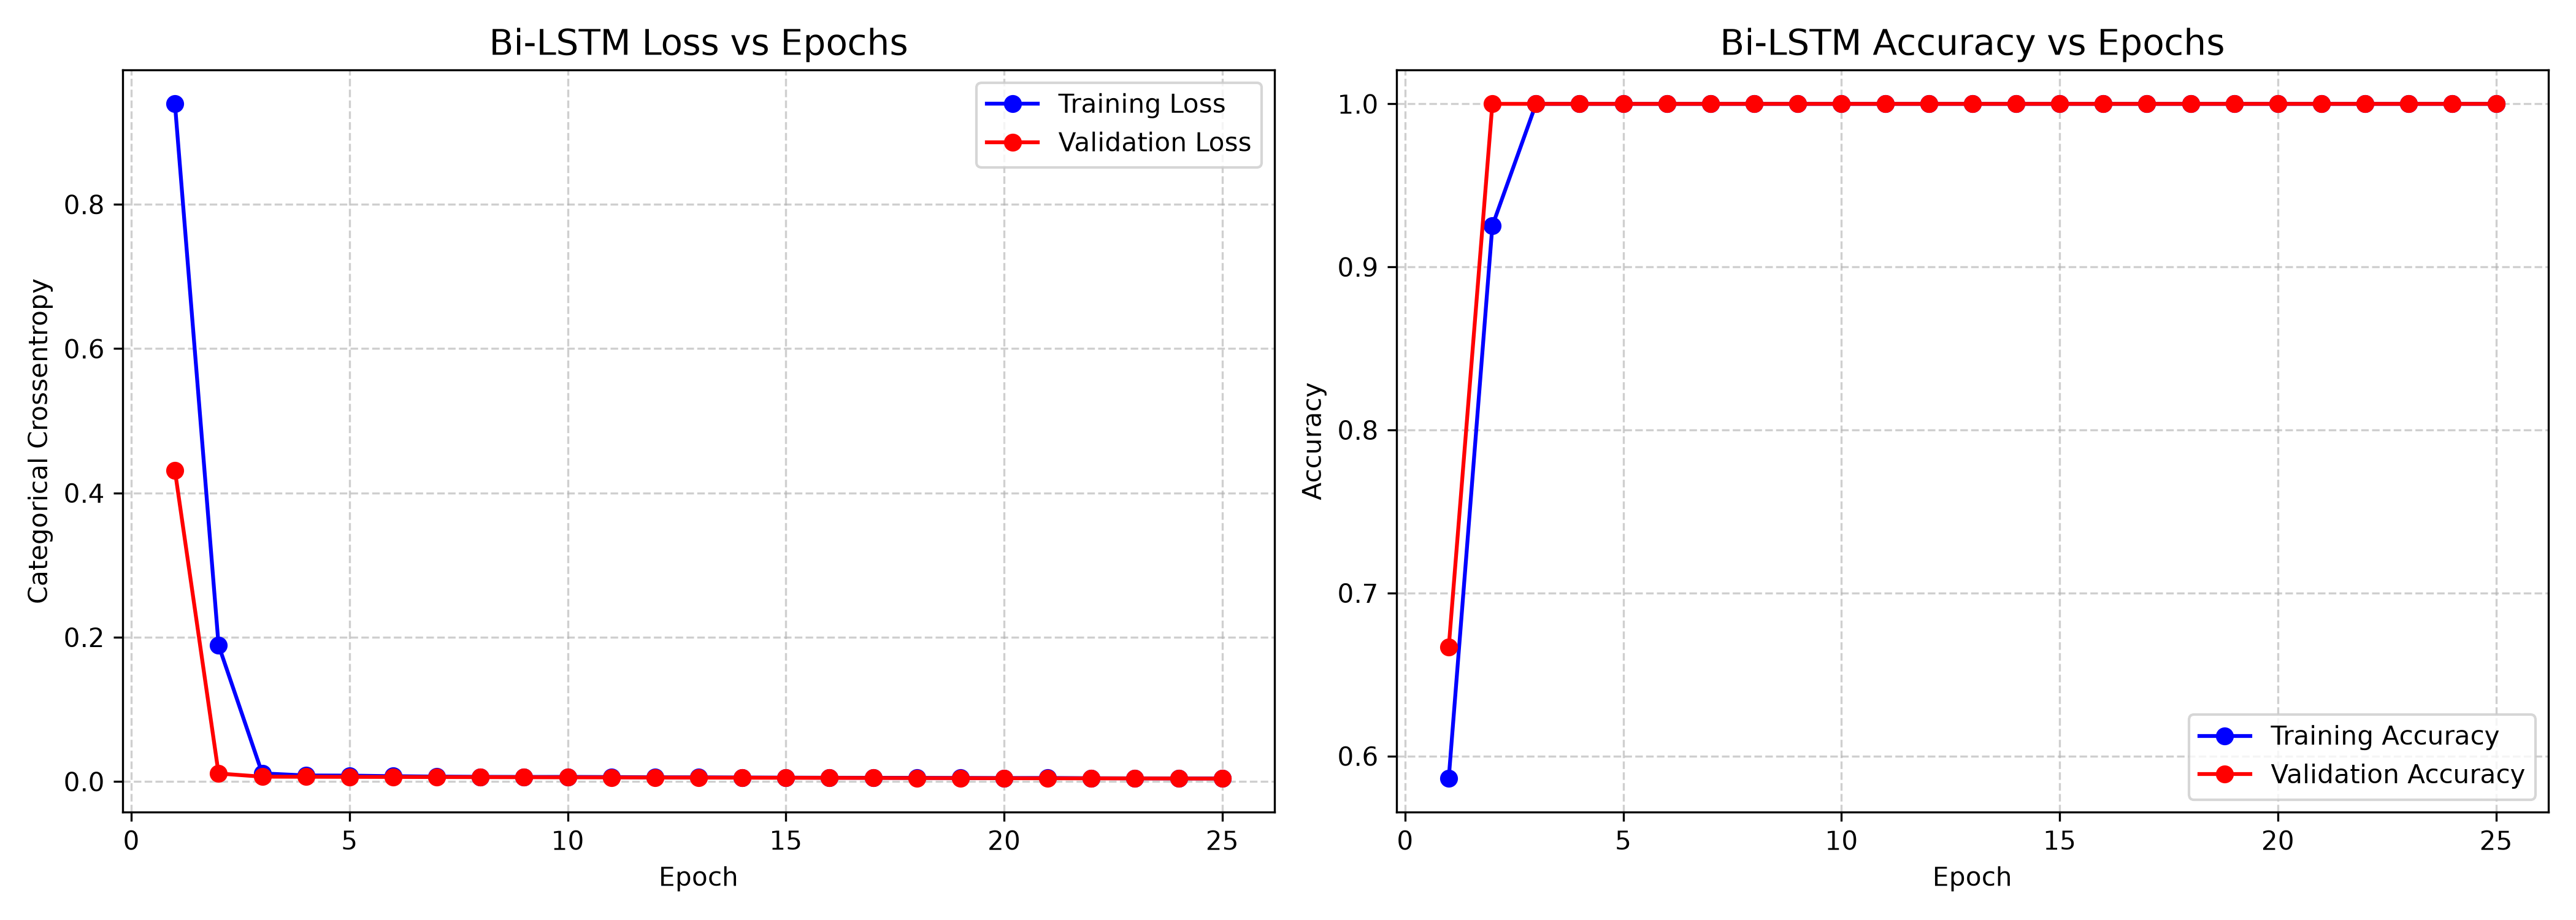 Bi-LSTM Loss vs Epochs
Categorical Crossentropy
0.8
0.6
0.4
0.2
0.0
0 5 10 15 20 25
Epoch
Training Loss
Validation Loss
Bi-LSTM Accuracy vs Epochs
Accuracy
1.0
0.9
0.8
0.7
0.6
0 5 10 15 20 25
Epoch
Training Accuracy
Validation Accuracy